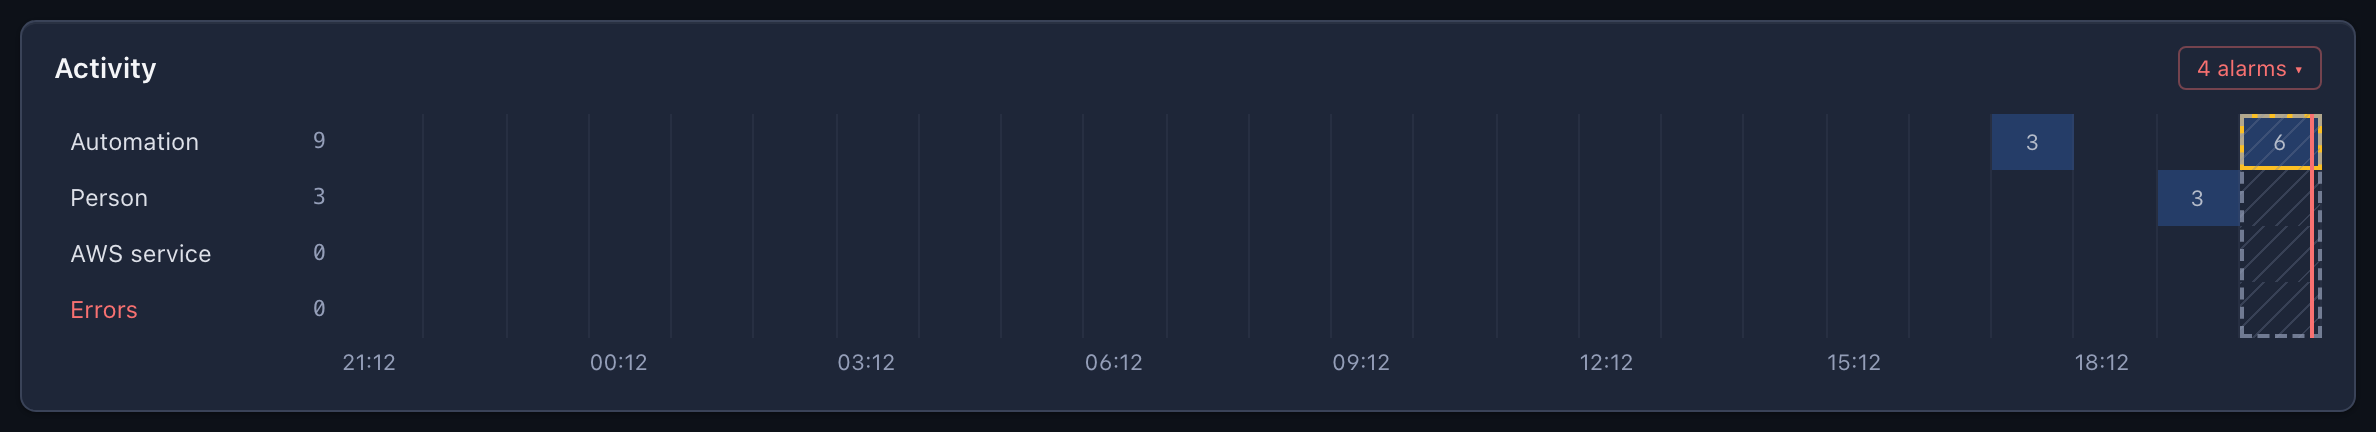 Activity
4 alarms ▾
Automation 9 3 6
Person 3 3
AWS service 0
Errors 0
21:12 00:12 03:12 06:12 09:12 12:12 15:12 18:12